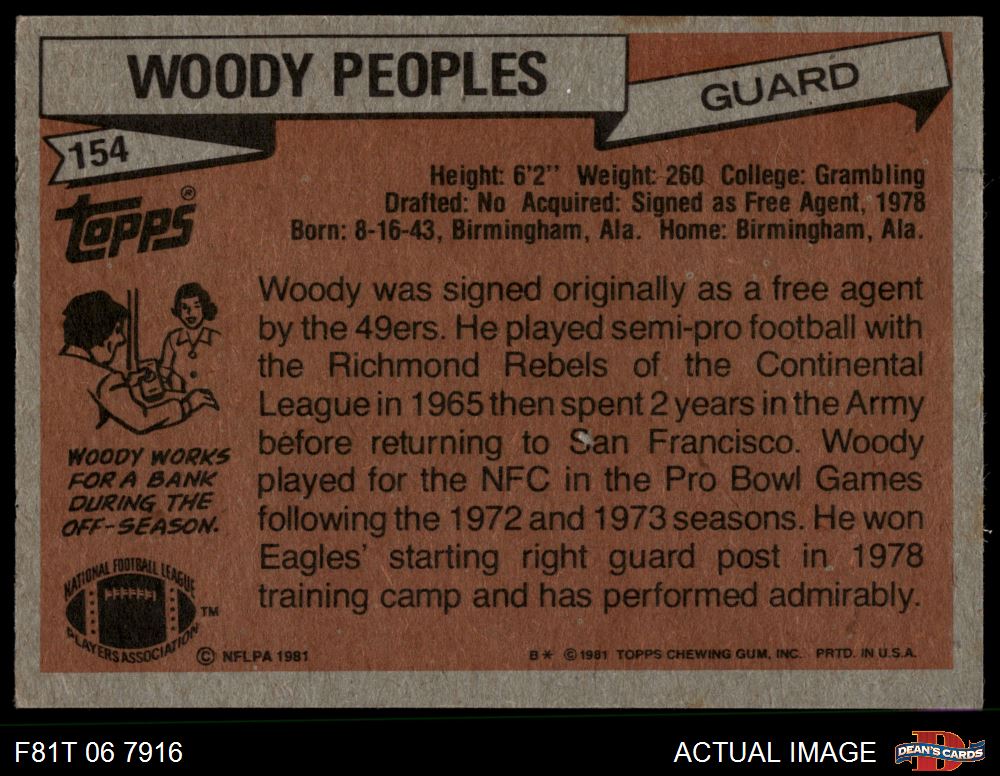 WOODY PEOPLES
GUARD
154
TOPPS®
Height: 6'2" Weight: 260 College: Grambling
Drafted: No Acquired: Signed as Free Agent, 1978
Born: 8-16-43, Birmingham, Ala. Home: Birmingham, Ala.
Woody was signed originally as a free agent
by the 49ers. He played semi-pro football with
the Richmond Rebels of the Continental
League in 1965 then spent 2 years in the Army
before returning to San Francisco. Woody
played for the NFC in the Pro Bowl Games
following the 1972 and 1973 seasons. He won
Eagles' starting right guard post in 1978
training camp and has performed admirably.
WOODY WORKS
FOR A BANK
DURING THE
OFF-SEASON.
NATIONAL FOOTBALL LEAGUE
PLAYERS ASSOCIATION
TM
© NFLPA 1981
B* © 1981 TOPPS CHEWING GUM, INC. PRTD. IN U.S.A.
F81T 06 7916
ACTUAL IMAGE
D
DEAN'S CARDS